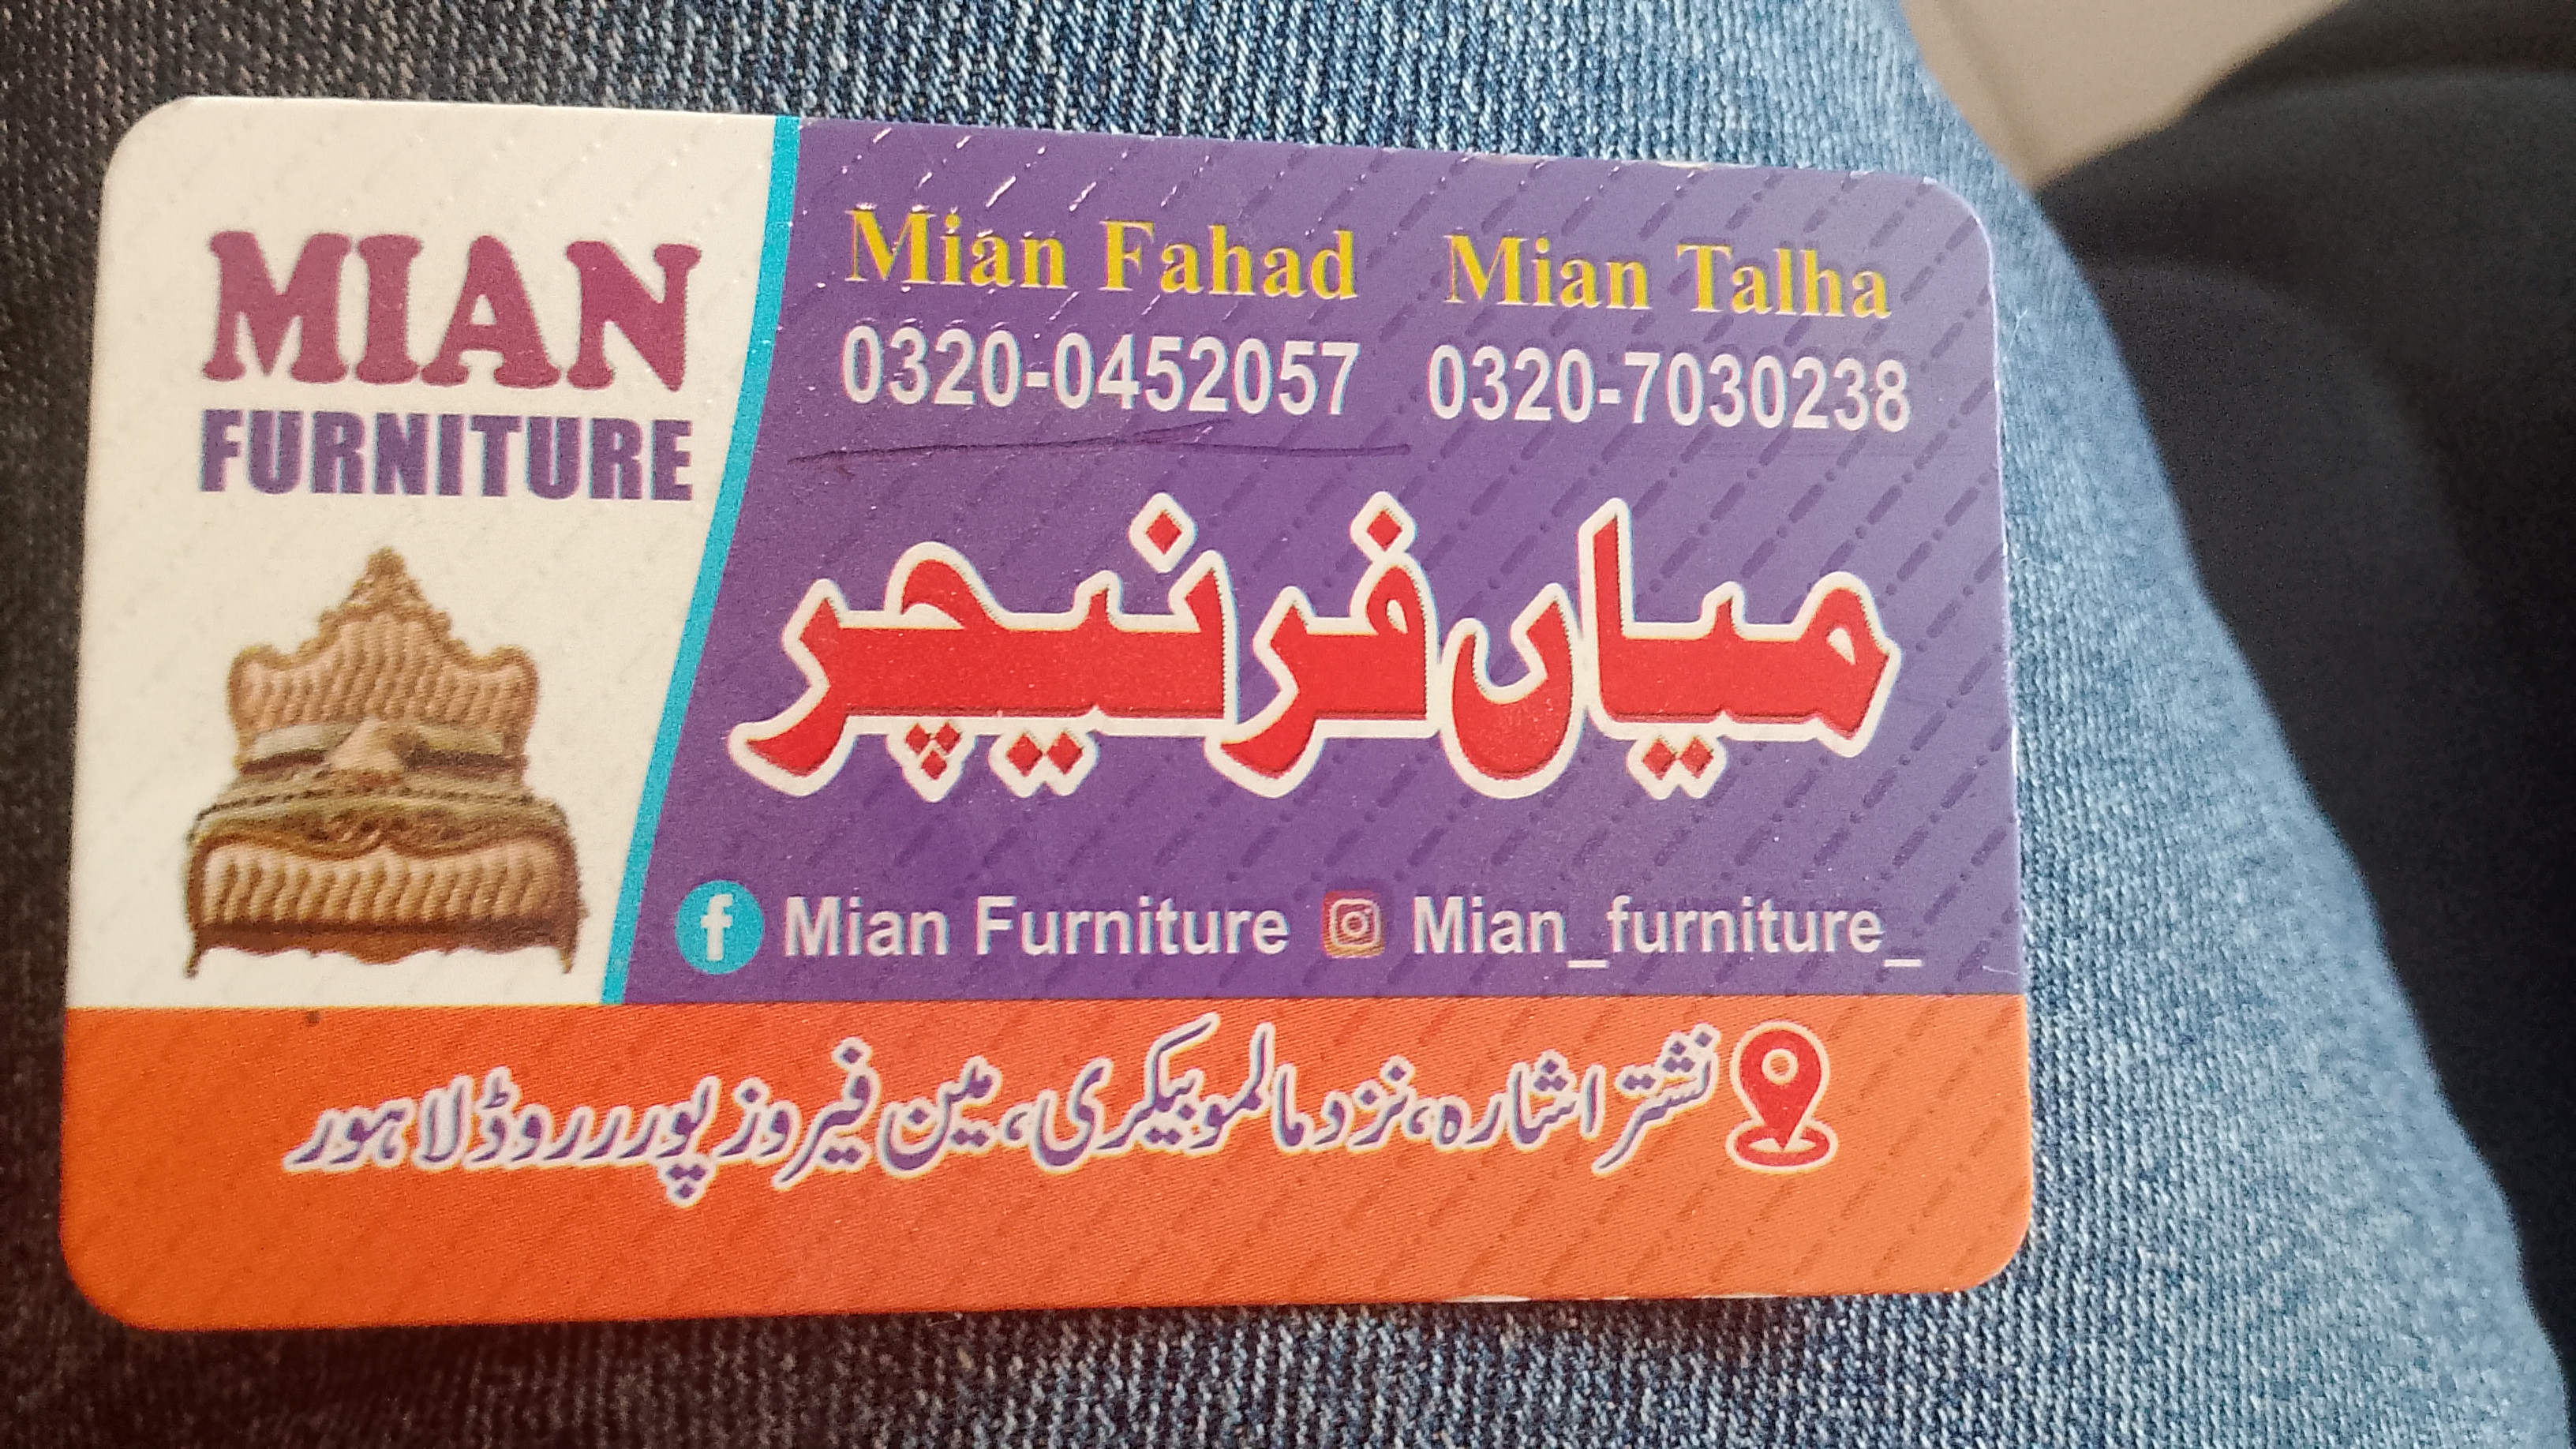 MIAN
FURNITURE
Mian Fahad
0320-0452057
Mian Talha
0320-7030238
میاں فرنیچر
Mian Furniture
Mian_furniture_
نشتر اشارہ، نزد مالمو بیکری، مین فیروز پور روڈ لاہور